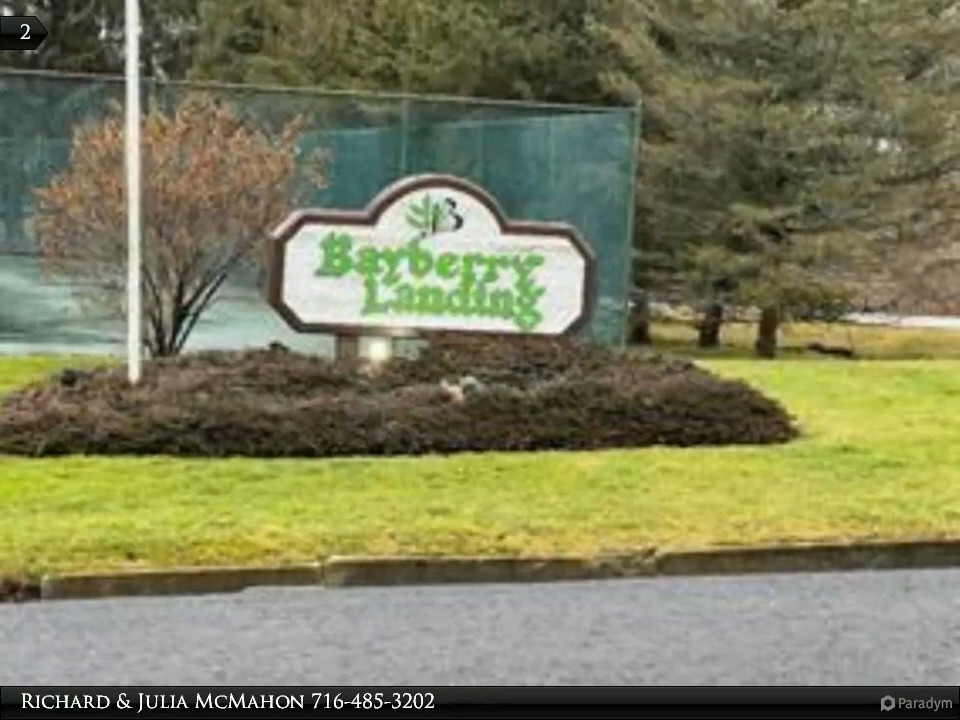 2
Bayberry
Landing
RICHARD & JULIA MCMAHON 716-485-3202
Paradym